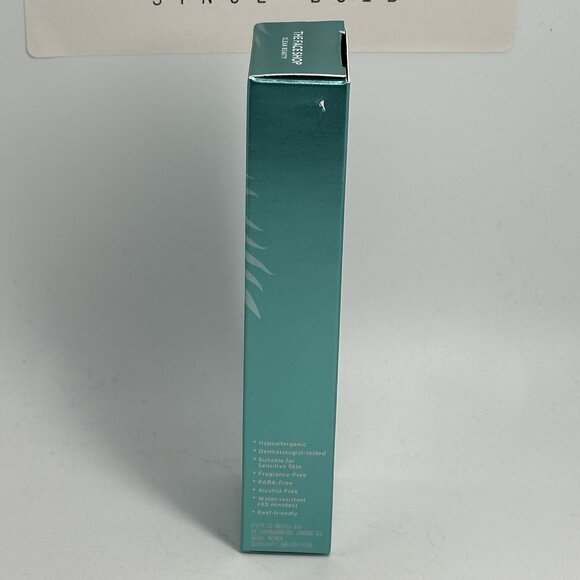 SINCE
THE FACE SHOP
CLEAN BEAUTY
• Hypoallergenic
• Dermatologist-tested
• Suitable for
Sensitive Skin
• Fragrance-Free
• PABA-Free
• Alcohol-Free
• Water-resistant
(40 minutes)
• Reef-friendly